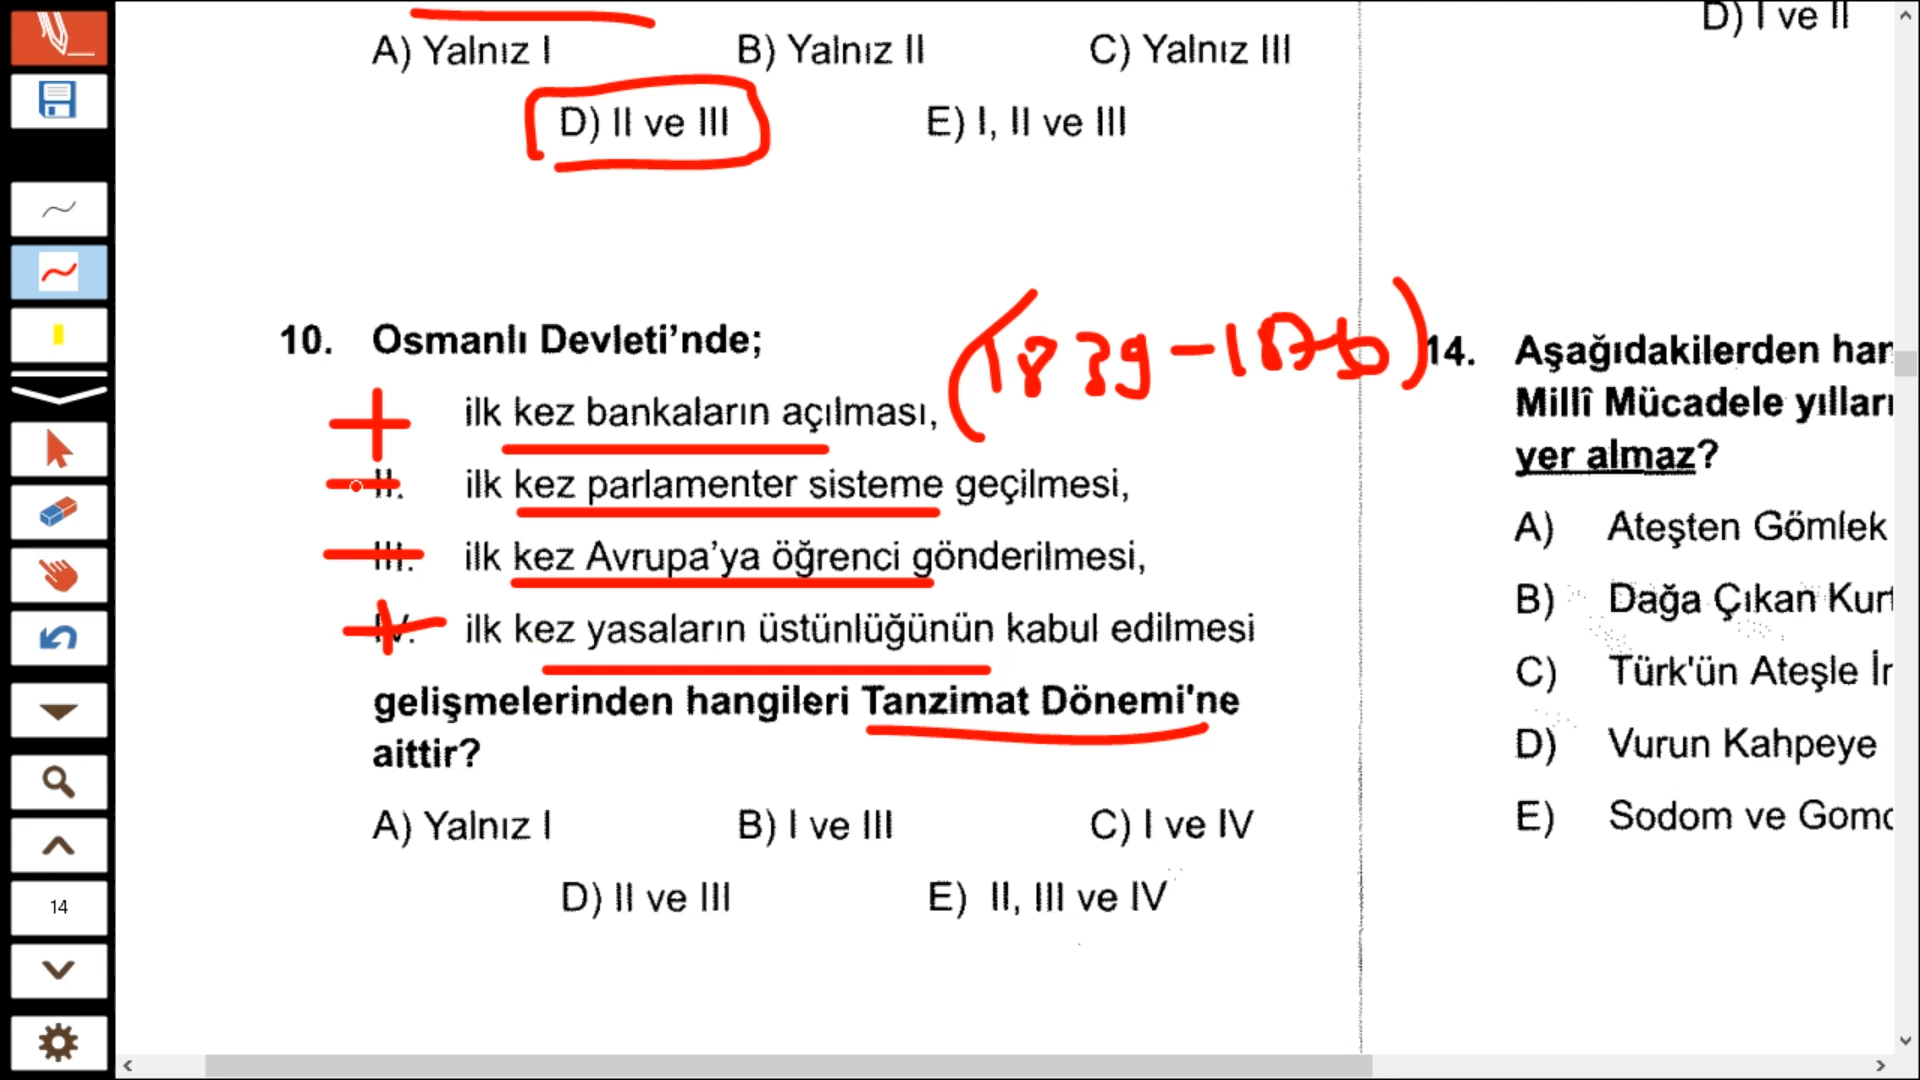 A) Yalnız I B) Yalnız II C) Yalnız III
D) II ve III E) I, II ve III
10. Osmanlı Devleti'nde;
(1839-1876)
ilk kez bankaların açılması,
II. ilk kez parlamenter sisteme geçilmesi,
III. ilk kez Avrupa'ya öğrenci gönderilmesi,
IV. ilk kez yasaların üstünlüğünün kabul edilmesi
gelişmelerinden hangileri Tanzimat Dönemi'ne
aittir?
A) Yalnız I B) I ve III C) I ve IV
D) II ve III E) II, III ve IV
D) I ve II
14. Aşağıdakilerden har
Millî Mücadele yılları
yer almaz?
A) Ateşten Gömlek
B) Dağa Çıkan Kurt
C) Türk'ün Ateşle İr
D) Vurun Kahpeye
E) Sodom ve Gomo
14